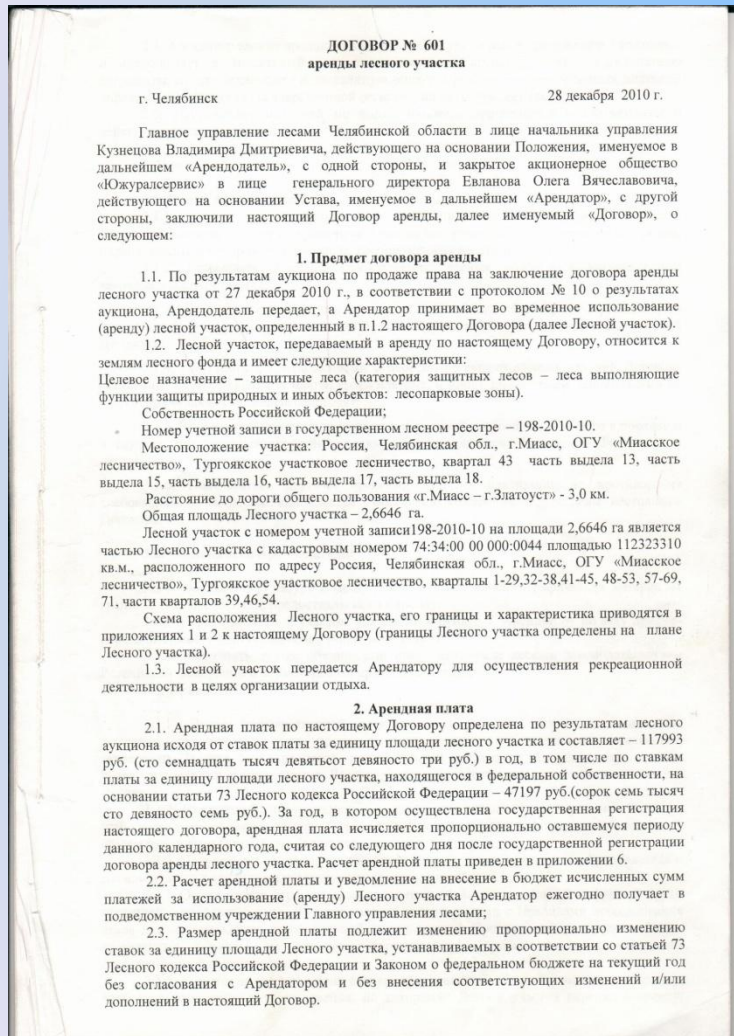 ДОГОВОР № 601
аренды лесного участка
г. Челябинск 28 декабря 2010 г.
Главное управление лесами Челябинской области в лице начальника управления
Кузнецова Владимира Дмитриевича, действующего на основании Положения, именуемое в
дальнейшем «Арендодатель», с одной стороны, и закрытое акционерное общество
«Южуралсервис» в лице генерального директора Евланова Олега Вячеславовича,
действующего на основании Устава, именуемое в дальнейшем «Арендатор», с другой
стороны, заключили настоящий Договор аренды, далее именуемый «Договор», о
следующем:
1. Предмет договора аренды
1.1. По результатам аукциона по продаже права на заключение договора аренды
лесного участка от 27 декабря 2010 г., в соответствии с протоколом № 10 о результатах
аукциона, Арендодатель передает, а Арендатор принимает во временное использование
(аренду) лесной участок, определенный в п.1.2 настоящего Договора (далее Лесной участок).
1.2. Лесной участок, передаваемый в аренду по настоящему Договору, относится к
землям лесного фонда и имеет следующие характеристики:
Целевое назначение – защитные леса (категория защитных лесов – леса выполняющие
функции защиты природных и иных объектов: лесопарковые зоны).
Собственность Российской Федерации;
Номер учетной записи в государственном лесном реестре – 198-2010-10.
Местоположение участка: Россия, Челябинская обл., г.Миасс, ОГУ «Миасское
лесничество», Тургоякское участковое лесничество, квартал 43 часть выдела 13, часть
выдела 15, часть выдела 16, часть выдела 17, часть выдела 18.
Расстояние до дороги общего пользования «г.Миасс – г.Златоуст» - 3,0 км.
Общая площадь Лесного участка – 2,6646 га.
Лесной участок с номером учетной записи198-2010-10 на площади 2,6646 га является
частью Лесного участка с кадастровым номером 74:34:00 00 000:0044 площадью 112323310
кв.м., расположенного по адресу Россия, Челябинская обл., г.Миасс, ОГУ «Миасское
лесничество», Тургоякское участковое лесничество, кварталы 1-29,32-38,41-45, 48-53, 57-69,
71, части кварталов 39,46,54.
Схема расположения Лесного участка, его границы и характеристика приводятся в
приложениях 1 и 2 к настоящему Договору (границы Лесного участка определены на плане
Лесного участка).
1.3. Лесной участок передается Арендатору для осуществления рекреационной
деятельности в целях организации отдыха.
2. Арендная плата
2.1. Арендная плата по настоящему Договору определена по результатам лесного
аукциона исходя от ставок платы за единицу площади лесного участка и составляет – 117993
руб. (сто семнадцать тысяч девятьсот девяносто три руб.) в год, в том числе по ставкам
платы за единицу площади лесного участка, находящегося в федеральной собственности, на
основании статьи 73 Лесного кодекса Российской Федерации – 47197 руб.(сорок семь тысяч
сто девяносто семь руб.). За год, в котором осуществлена государственная регистрация
настоящего договора, арендная плата исчисляется пропорционально оставшемуся периоду
данного календарного года, считая со следующего дня после государственной регистрации
договора аренды лесного участка. Расчет арендной платы приведен в приложении 6.
2.2. Расчет арендной платы и уведомление на внесение в бюджет исчисленных сумм
платежей за использование (аренду) Лесного участка Арендатор ежегодно получает в
подведомственном учреждении Главного управления лесами;
2.3. Размер арендной платы подлежит изменению пропорционально изменению
ставок за единицу площади Лесного участка, устанавливаемых в соответствии со статьей 73
Лесного кодекса Российской Федерации и Законом о федеральном бюджете на текущий год
без согласования с Арендатором и без внесения соответствующих изменений и/или
дополнений в настоящий Договор.